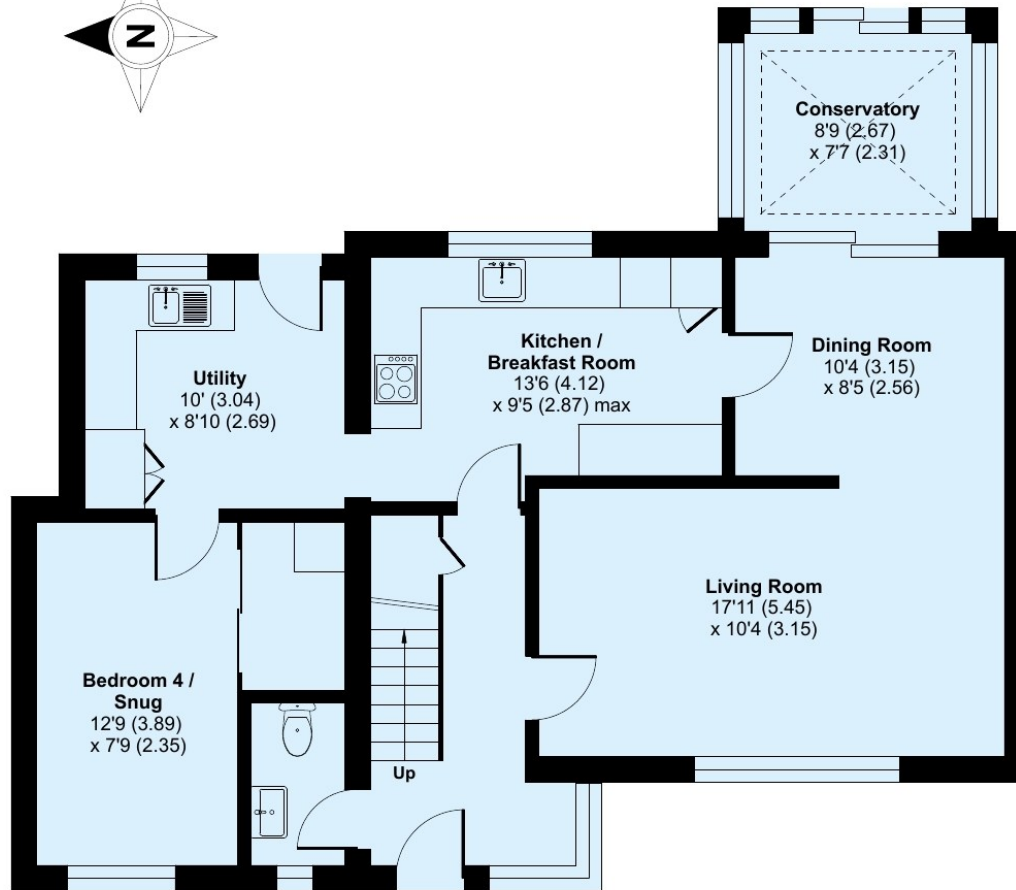 N
Conservatory
8'9 (2.67)
x 7'7 (2.31)
Kitchen /
Breakfast Room
13'6 (4.12)
x 9'5 (2.87) max
Dining Room
10'4 (3.15)
x 8'5 (2.56)
Utility
10' (3.04)
x 8'10 (2.69)
Living Room
17'11 (5.45)
x 10'4 (3.15)
Bedroom 4 /
Snug
12'9 (3.89)
x 7'9 (2.35)
Up